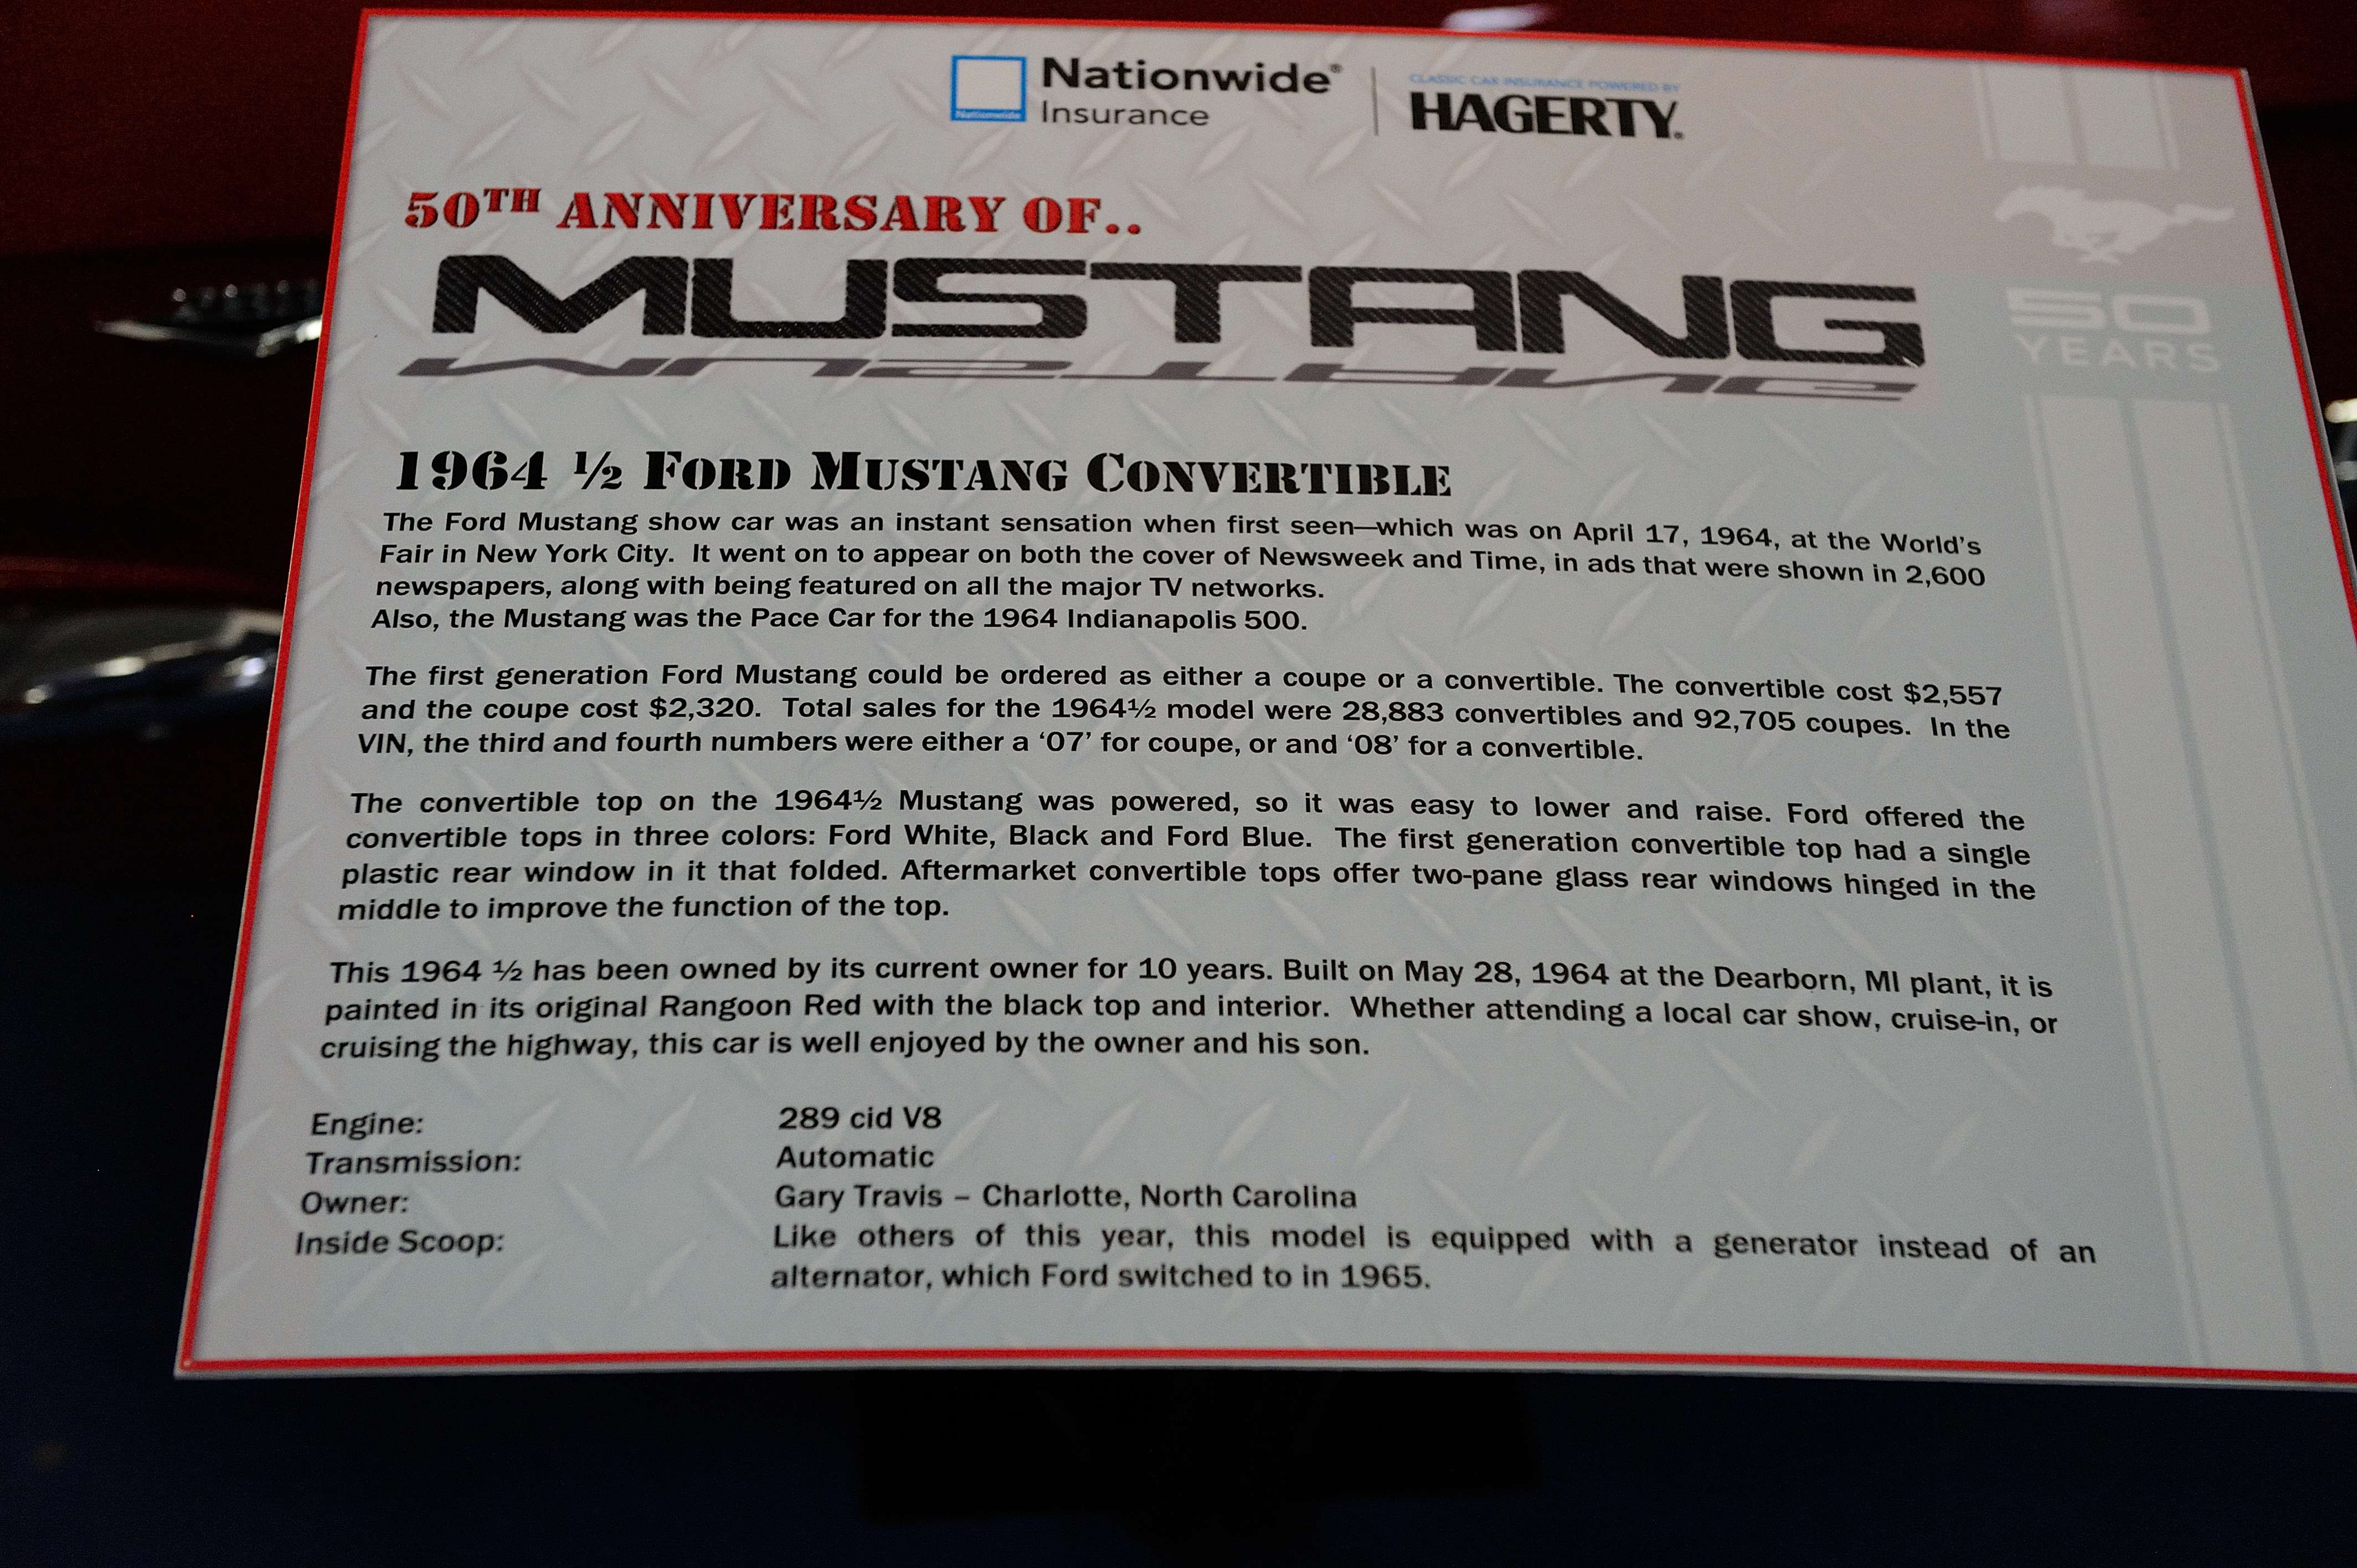 Nationwide®
Insurance
Nationwide
CLASSIC CAR INSURANCE POWERED BY
HAGERTY®
50TH ANNIVERSARY OF..
MUSTANG
50
YEARS
1964 ½ FORD MUSTANG CONVERTIBLE
The Ford Mustang show car was an instant sensation when first seen—which was on April 17, 1964, at the World's
Fair in New York City. It went on to appear on both the cover of Newsweek and Time, in ads that were shown in 2,600
newspapers, along with being featured on all the major TV networks.
Also, the Mustang was the Pace Car for the 1964 Indianapolis 500.
The first generation Ford Mustang could be ordered as either a coupe or a convertible. The convertible cost $2,557
and the coupe cost $2,320. Total sales for the 1964½ model were 28,883 convertibles and 92,705 coupes. In the
VIN, the third and fourth numbers were either a ‘07’ for coupe, or and ‘08’ for a convertible.
The convertible top on the 1964½ Mustang was powered, so it was easy to lower and raise. Ford offered the
convertible tops in three colors: Ford White, Black and Ford Blue. The first generation convertible top had a single
plastic rear window in it that folded. Aftermarket convertible tops offer two-pane glass rear windows hinged in the
middle to improve the function of the top.
This 1964 ½ has been owned by its current owner for 10 years. Built on May 28, 1964 at the Dearborn, MI plant, it is
painted in its original Rangoon Red with the black top and interior. Whether attending a local car show, cruise-in, or
cruising the highway, this car is well enjoyed by the owner and his son.
Engine: 289 cid V8
Transmission: Automatic
Owner: Gary Travis – Charlotte, North Carolina
Inside Scoop: Like others of this year, this model is equipped with a generator instead of an
alternator, which Ford switched to in 1965.